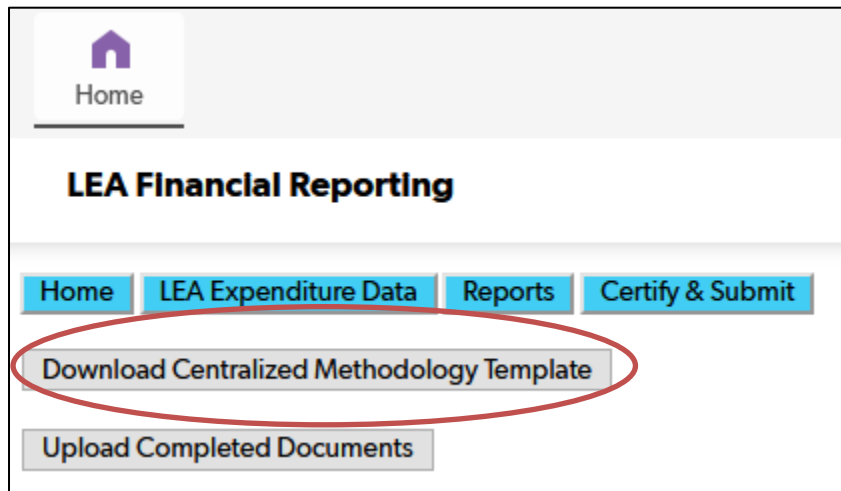 Home
LEA Financial Reporting
Home LEA Expenditure Data Reports Certify & Submit
Download Centralized Methodology Template
Upload Completed Documents